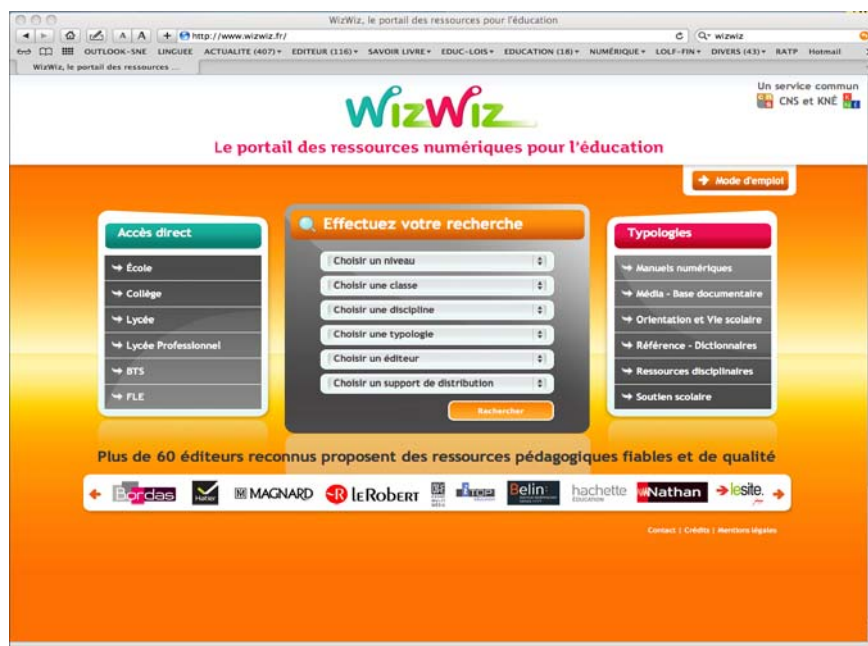 WizWiz, le portail des ressources pour l'éducation
A A + http://www.wizwiz.fr/ wizwiz
OUTLOOK-SNE LINGUEE ACTUALITE (407) EDITEUR (116) SAVOIR LIVRE EDUC-LOIS EDUCATION (18) NUMÉRIQUE LOLF-FIN DIVERS (43) RATP Hotmail
WizWiz, le portail des ressources ...
Un service commun
CNS et KNÉ
WizWiz
Le portail des ressources numériques pour l'éducation
Mode d'emploi
Accès direct
École
Collège
Lycée
Lycée Professionnel
BTS
FLE
Effectuez votre recherche
Choisir un niveau
Choisir une classe
Choisir une discipline
Choisir une typologie
Choisir un éditeur
Choisir un support de distribution
Rechercher
Typologies
Manuels numériques
Média - Base documentaire
Orientation et Vie scolaire
Référence - Dictionnaires
Ressources disciplinaires
Soutien scolaire
Plus de 60 éditeurs reconnus proposent des ressources pédagogiques fiables et de qualité
Bordas Hatier MAGNARD R LE ROBERT Belin: hachette ÉDUCATION Nathan lesite.
Contact | Crédits | Mentions légales